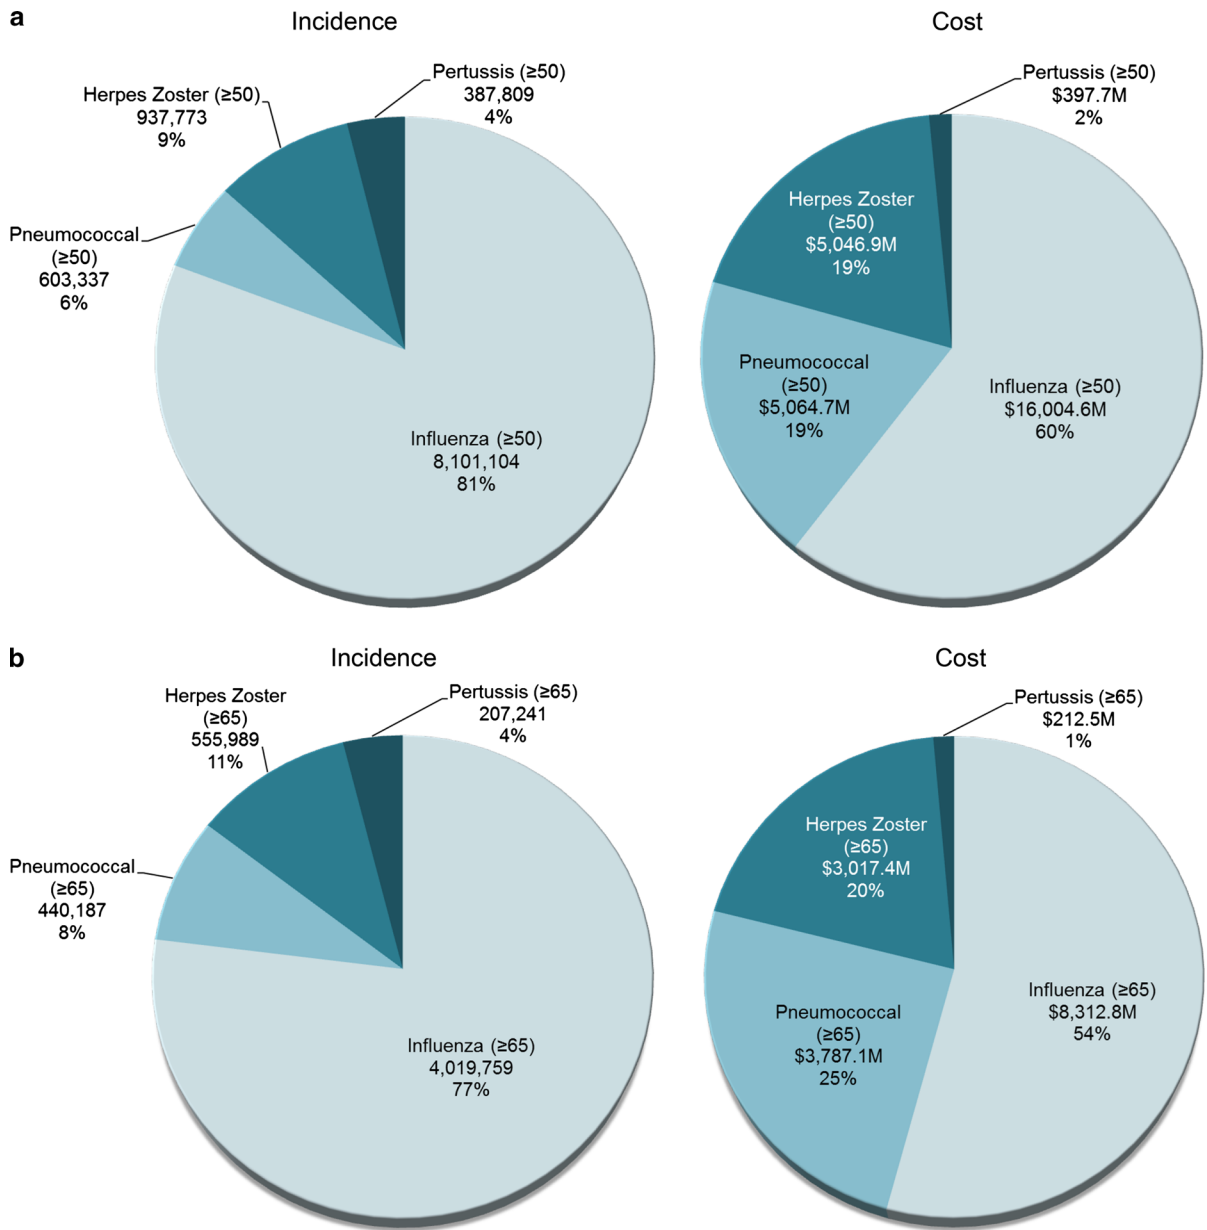 a
Incidence
Cost
Pertussis (≥50)
387,809
4%
Herpes Zoster (≥50)
937,773
9%
Pneumococcal
(≥50)
603,337
6%
Influenza (≥50)
8,101,104
81%
Pertussis (≥50)
$397.7M
2%
Herpes Zoster
(≥50)
$5,046.9M
19%
Pneumococcal
(≥50)
$5,064.7M
19%
Influenza (≥50)
$16,004.6M
60%
b
Incidence
Cost
Pertussis (≥65)
207,241
4%
Herpes Zoster
(≥65)
555,989
11%
Pneumococcal
(≥65)
440,187
8%
Influenza (≥65)
4,019,759
77%
Pertussis (≥65)
$212.5M
1%
Herpes Zoster
(≥65)
$3,017.4M
20%
Pneumococcal
(≥65)
$3,787.1M
25%
Influenza (≥65)
$8,312.8M
54%